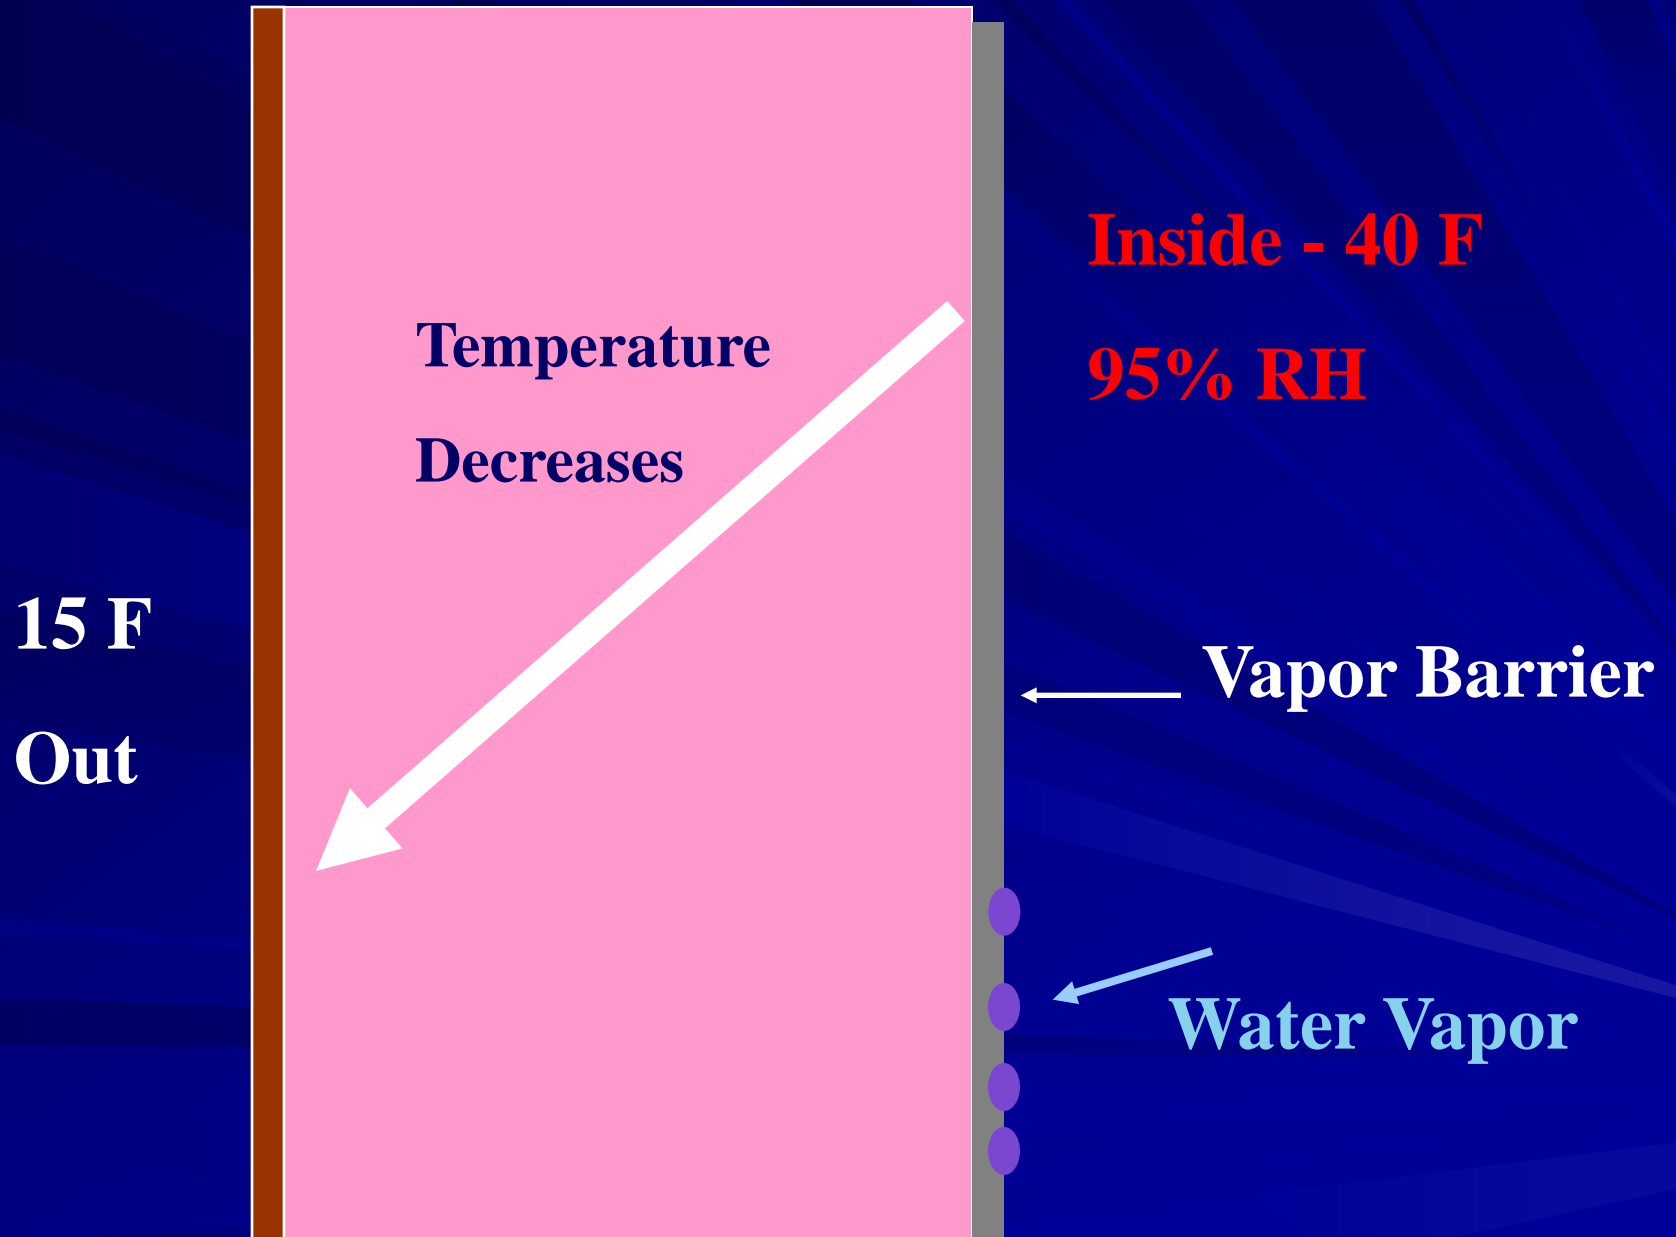 Inside - 40 F
95% RH
Temperature
Decreases
15 F
Out
Vapor Barrier
Water Vapor